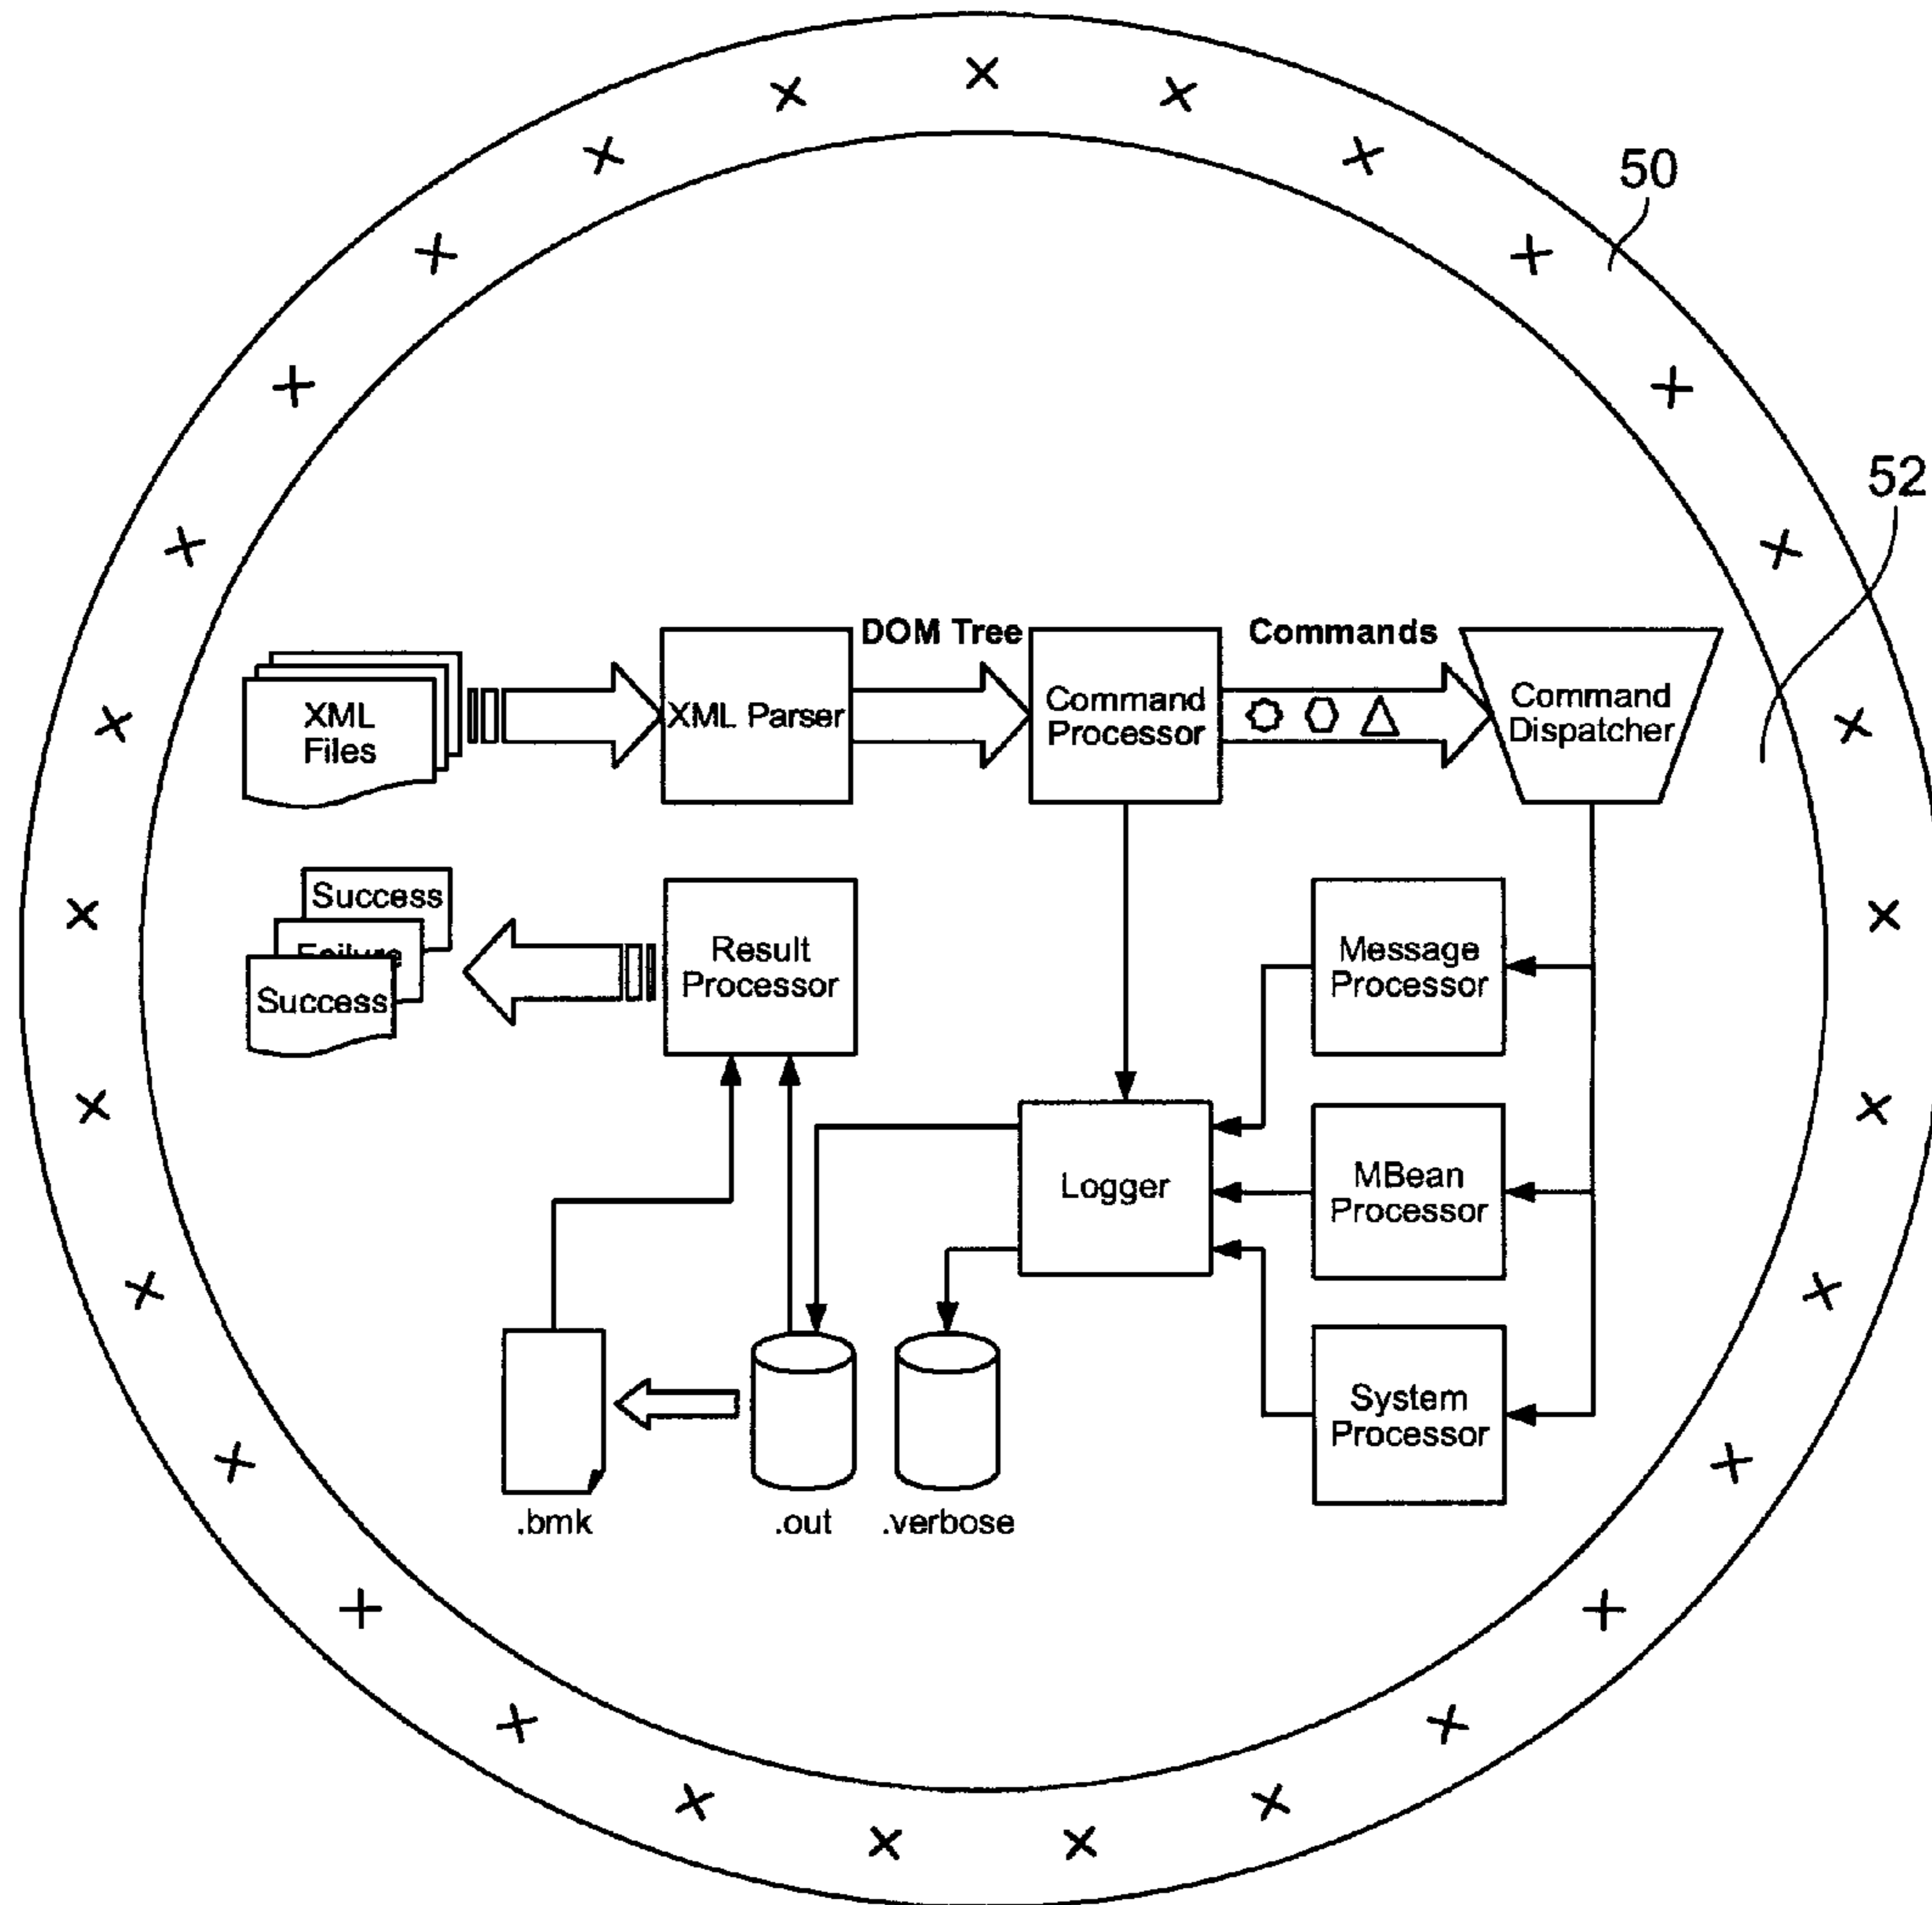 50
52
DOM Tree
Commands
XML
Files
XML Parser
Command
Processor
Command
Dispatcher
Success
Failure
Success
Result
Processor
Message
Processor
Logger
MBean
Processor
System
Processor
.bmk
.out
.verbose